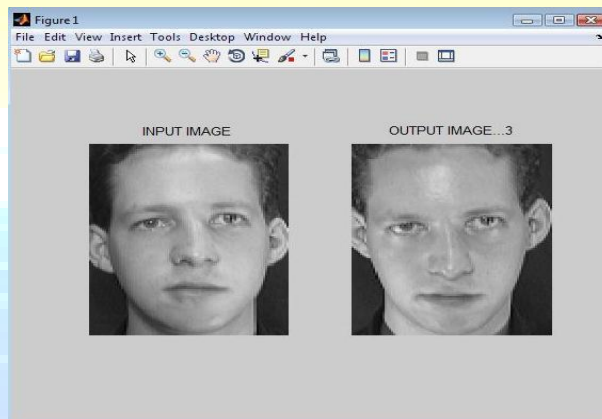 Figure 1
File Edit View Insert Tools Desktop Window Help
INPUT IMAGE
OUTPUT IMAGE...3